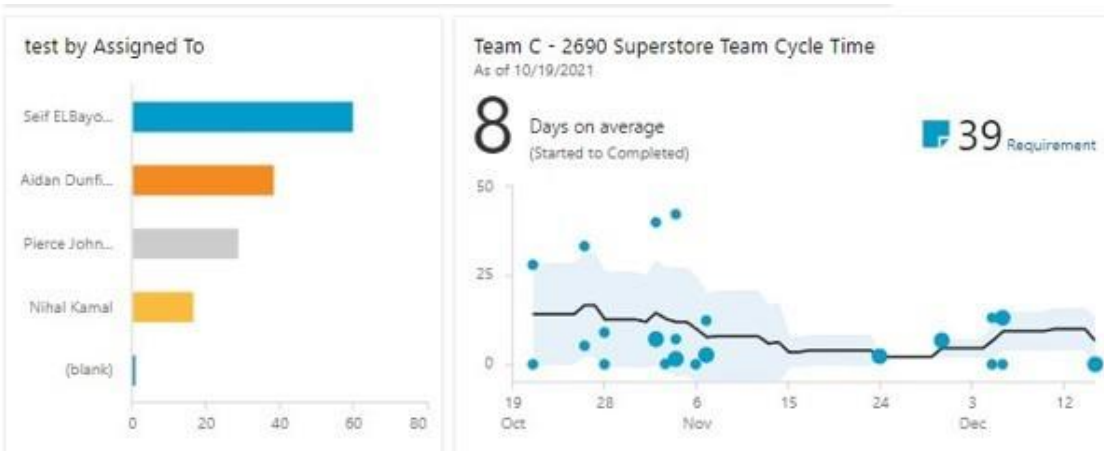 test by Assigned To
Seif ELBayo...
Aidan Dunfi...
Pierce John...
Nihal Kamal
(blank)
0 20 40 60 80
Team C - 2690 Superstore Team Cycle Time
As of 10/19/2021
8 Days on average
(Started to Completed)
39 Requirement
50
25
0
19 28 6 15 24 3 12
Oct Nov Dec